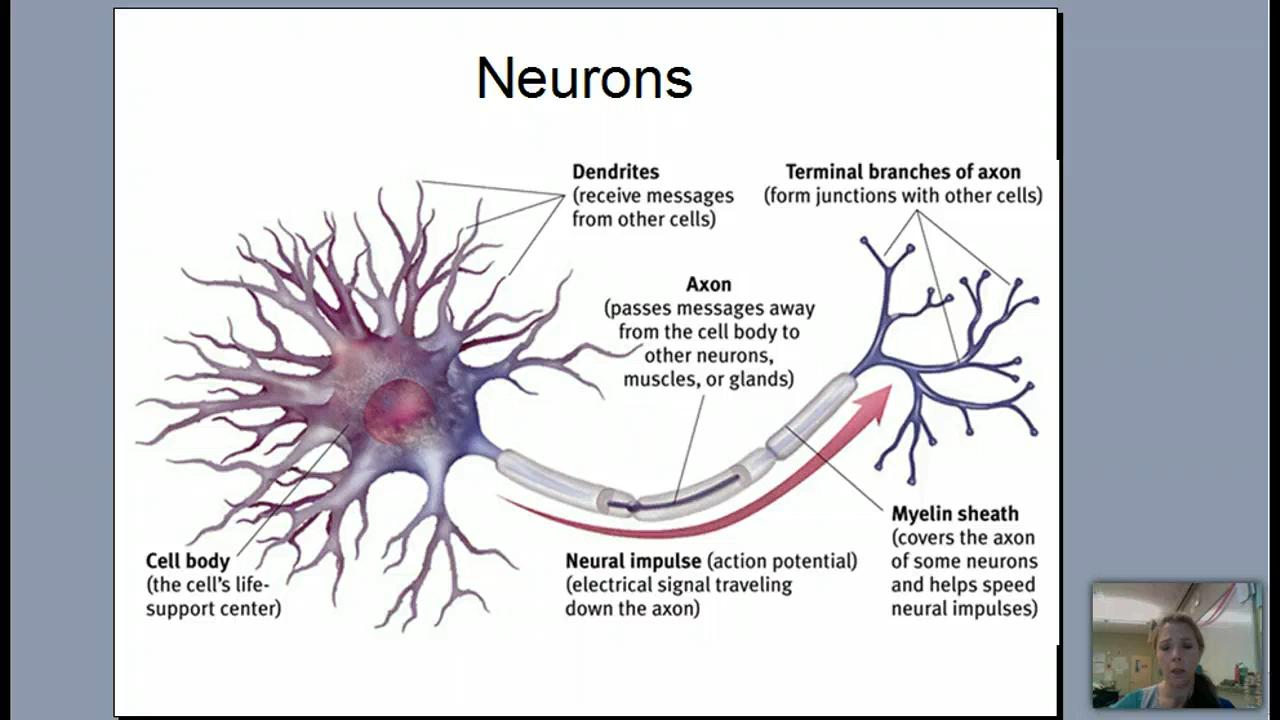 Neurons
Dendrites
(receive messages
from other cells)
Terminal branches of axon
(form junctions with other cells)
Axon
(passes messages away
from the cell body to
other neurons,
muscles, or glands)
Myelin sheath
(covers the axon
of some neurons
and helps speed
neural impulses)
Cell body
(the cell’s life-
support center)
Neural impulse (action potential)
(electrical signal traveling
down the axon)